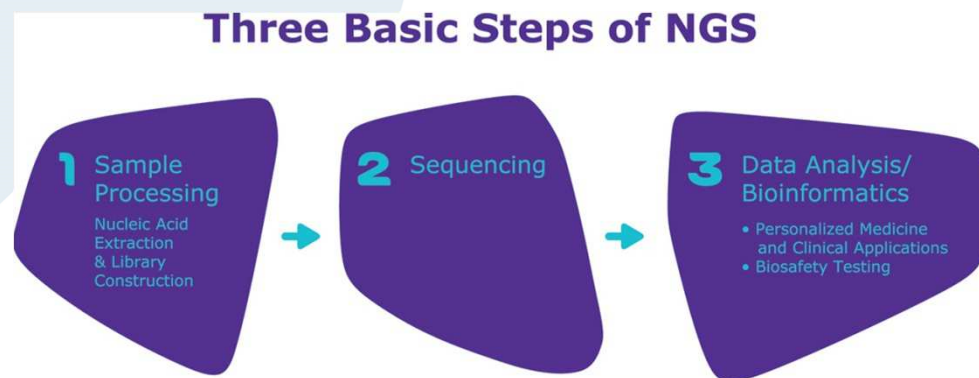 Three Basic Steps of NGS
1 Sample
Processing
Nucleic Acid
Extraction
& Library
Construction
2 Sequencing
3 Data Analysis/
Bioinformatics
• Personalized Medicine
and Clinical Applications
• Biosafety Testing